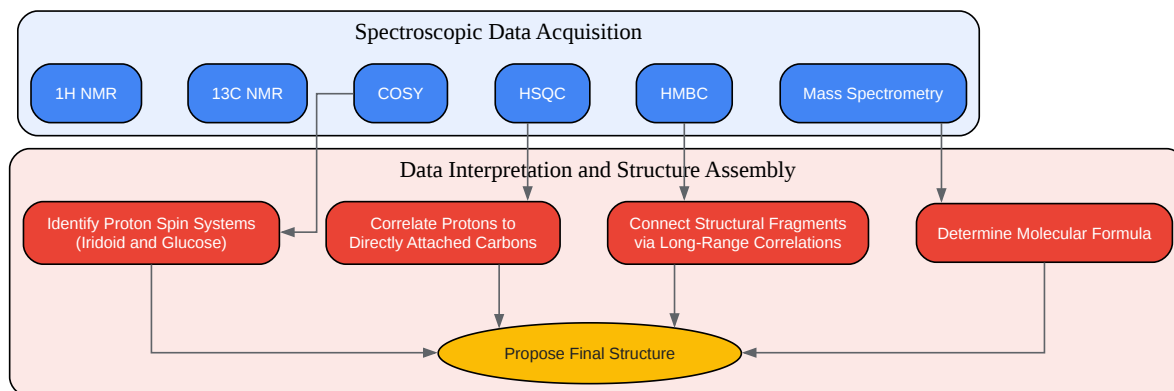 Spectroscopic Data Acquisition
1H NMR
13C NMR
COSY
HSQC
HMBC
Mass Spectrometry
Data Interpretation and Structure Assembly
Identify Proton Spin Systems
(Iridoid and Glucose)
Correlate Protons to
Directly Attached Carbons
Connect Structural Fragments
via Long-Range Correlations
Determine Molecular Formula
Propose Final Structure